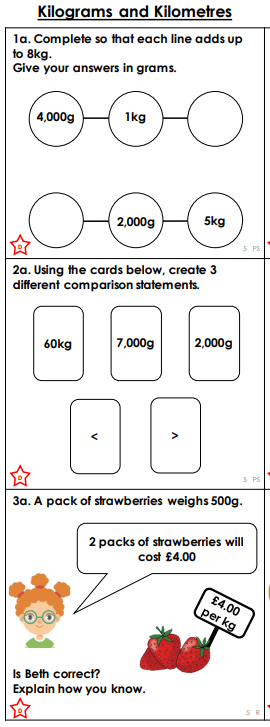 Kilograms and Kilometres
1a. Complete so that each line adds up
to 8kg.
Give your answers in grams.
4,000g 1kg
2,000g 5kg
D
S PS
2a. Using the cards below, create 3
different comparison statements.
60kg 7,000g 2,000g
< >
D
S PS
3a. A pack of strawberries weighs 500g.
2 packs of strawberries will
cost £4.00
£4.00
per kg
Is Beth correct?
Explain how you know.
D
S R